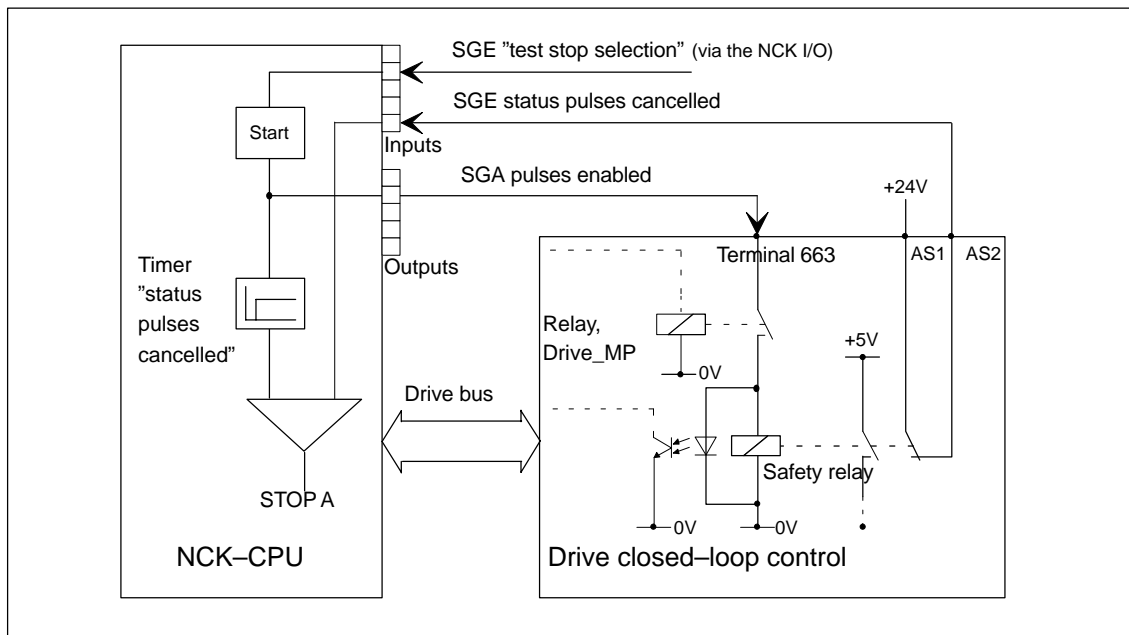 SGE ”test stop selection” (via the NCK I/O)
SGE status pulses cancelled
Start
Inputs
SGA pulses enabled
+24V
Terminal 663
AS1
AS2
Outputs
Timer
”status
pulses
cancelled”
Relay,
Drive_MP
+5V
0V
Drive bus
Safety relay
STOP A
0V
0V
NCK–CPU
Drive closed–loop control